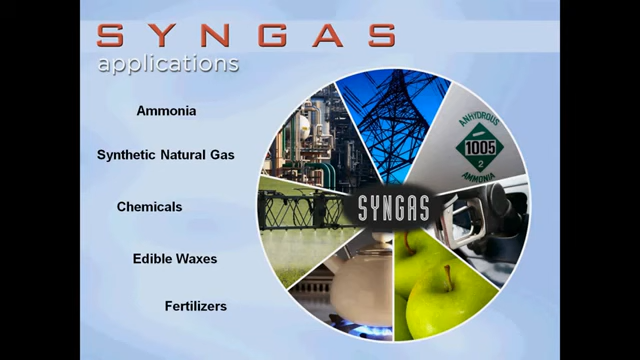 SYNGAS
applications
Ammonia
Synthetic Natural Gas
Chemicals
Edible Waxes
Fertilizers
ANHYDROUS
1005
2
AMMONIA
SYNGAS